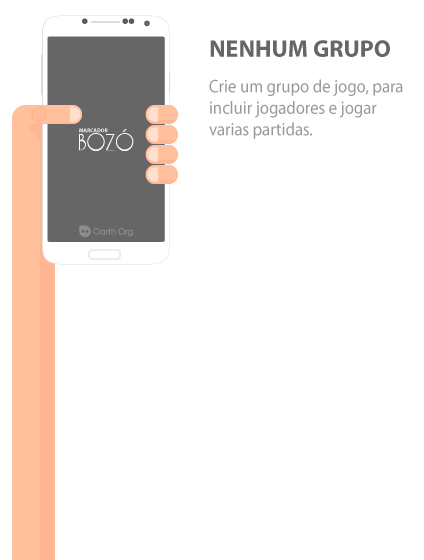 NENHUM GRUPO
Crie um grupo de jogo, para
incluir jogadores e jogar
varias partidas.
MARCADOR
BOZÓ
Darth Org